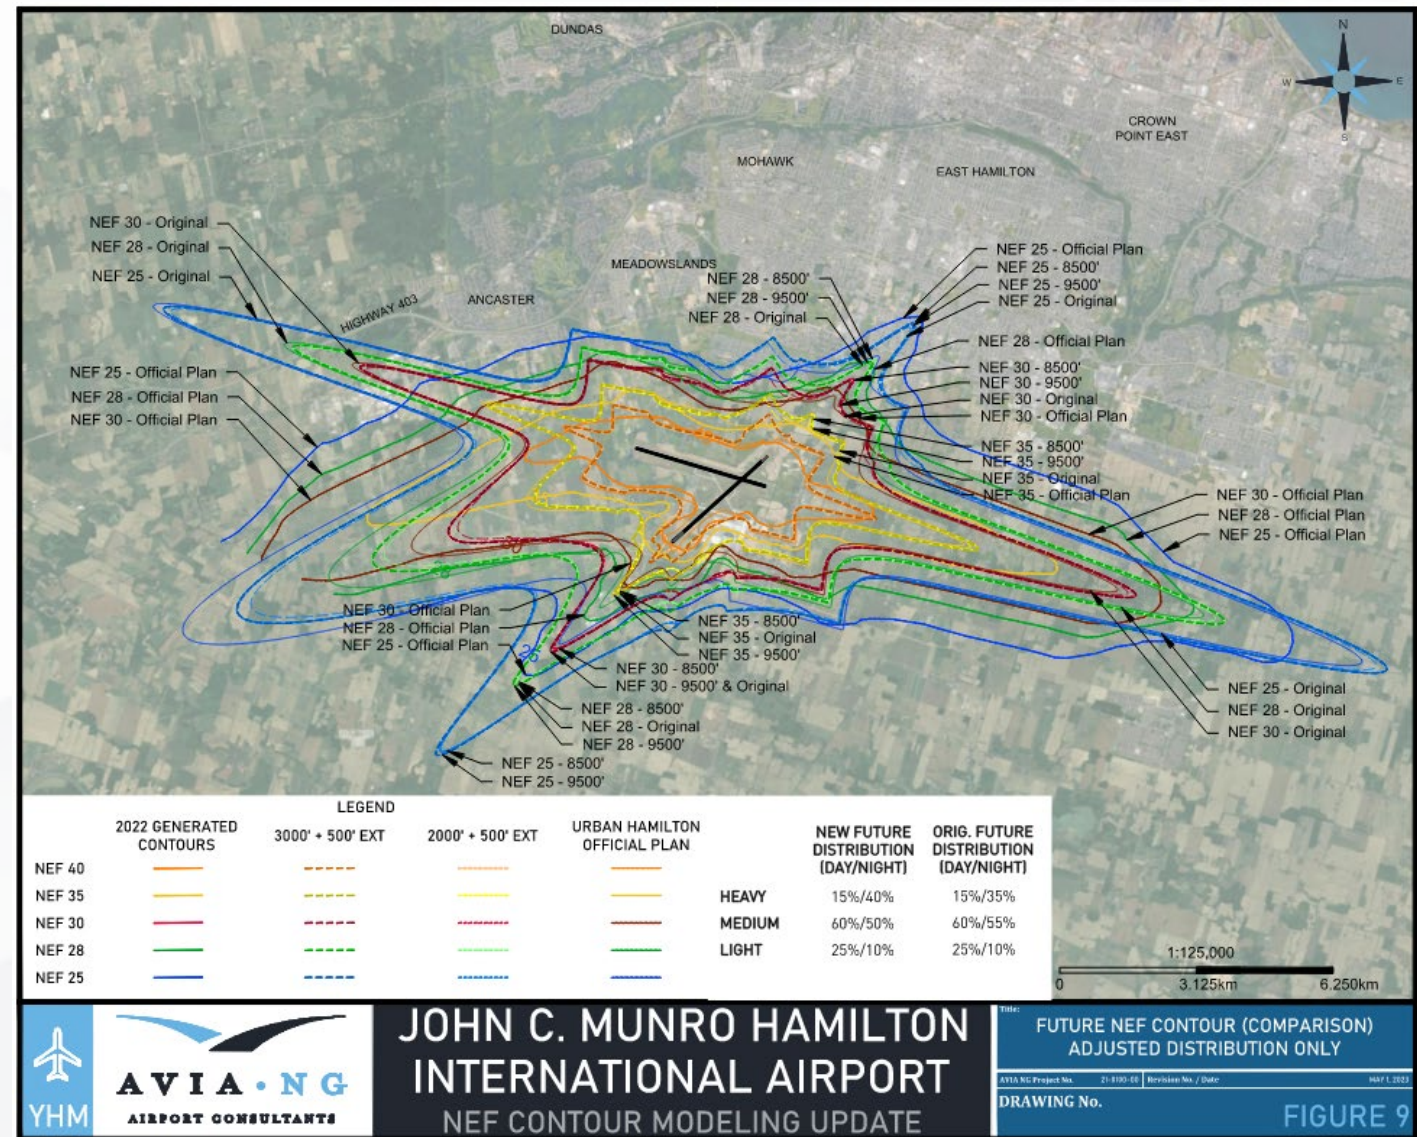 DUNDAS
N
W
E
S
CROWN
POINT EAST
MOHAWK
EAST HAMILTON
NEF 30 - Original
NEF 28 - Original
NEF 25 - Original
HIGHWAY 403
ANCASTER
MEADOWSLANDS
NEF 28 - 8500'
NEF 28 - 9500'
NEF 28 - Original
NEF 25 - Official Plan
NEF 25 - 8500'
NEF 25 - 9500'
NEF 25 - Original
NEF 28 - Official Plan
NEF 30 - 8500'
NEF 30 - 9500'
NEF 30 - Original
NEF 30 - Official Plan
NEF 25 - Official Plan
NEF 28 - Official Plan
NEF 30 - Official Plan
NEF 35 - 8500'
NEF 35 - 9500'
NEF 35 - Original
NEF 35 - Official Plan
NEF 30 - Official Plan
NEF 28 - Official Plan
NEF 25 - Official Plan
NEF 30 - Official Plan
NEF 28 - Official Plan
NEF 25 - Official Plan
NEF 35 - 8500'
NEF 35 - Original
NEF 35 - 9500'
NEF 30 - 8500'
NEF 30 - 9500' & Original
NEF 28 - 8500'
NEF 28 - Original
NEF 28 - 9500'
NEF 25 - 8500'
NEF 25 - 9500'
NEF 25 - Original
NEF 28 - Original
NEF 30 - Original
LEGEND
2022 GENERATED
CONTOURS
3000' + 500' EXT
2000' + 500' EXT
URBAN HAMILTON
OFFICIAL PLAN
NEF 40
NEF 35
NEF 30
NEF 28
NEF 25
NEW FUTURE
DISTRIBUTION
(DAY/NIGHT)
ORIG. FUTURE
DISTRIBUTION
(DAY/NIGHT)
HEAVY 15%/40% 15%/35%
MEDIUM 60%/50% 60%/55%
LIGHT 25%/10% 25%/10%
1:125,000
0 3.125km 6.250km
YHM
AVIA • NG
AIRPORT CONSULTANTS
JOHN C. MUNRO HAMILTON
INTERNATIONAL AIRPORT
NEF CONTOUR MODELING UPDATE
Title:
FUTURE NEF CONTOUR (COMPARISON)
ADJUSTED DISTRIBUTION ONLY
AVIA NG Project No. Revision No. / Date MAY 1, 2023
DRAWING No.
FIGURE 9